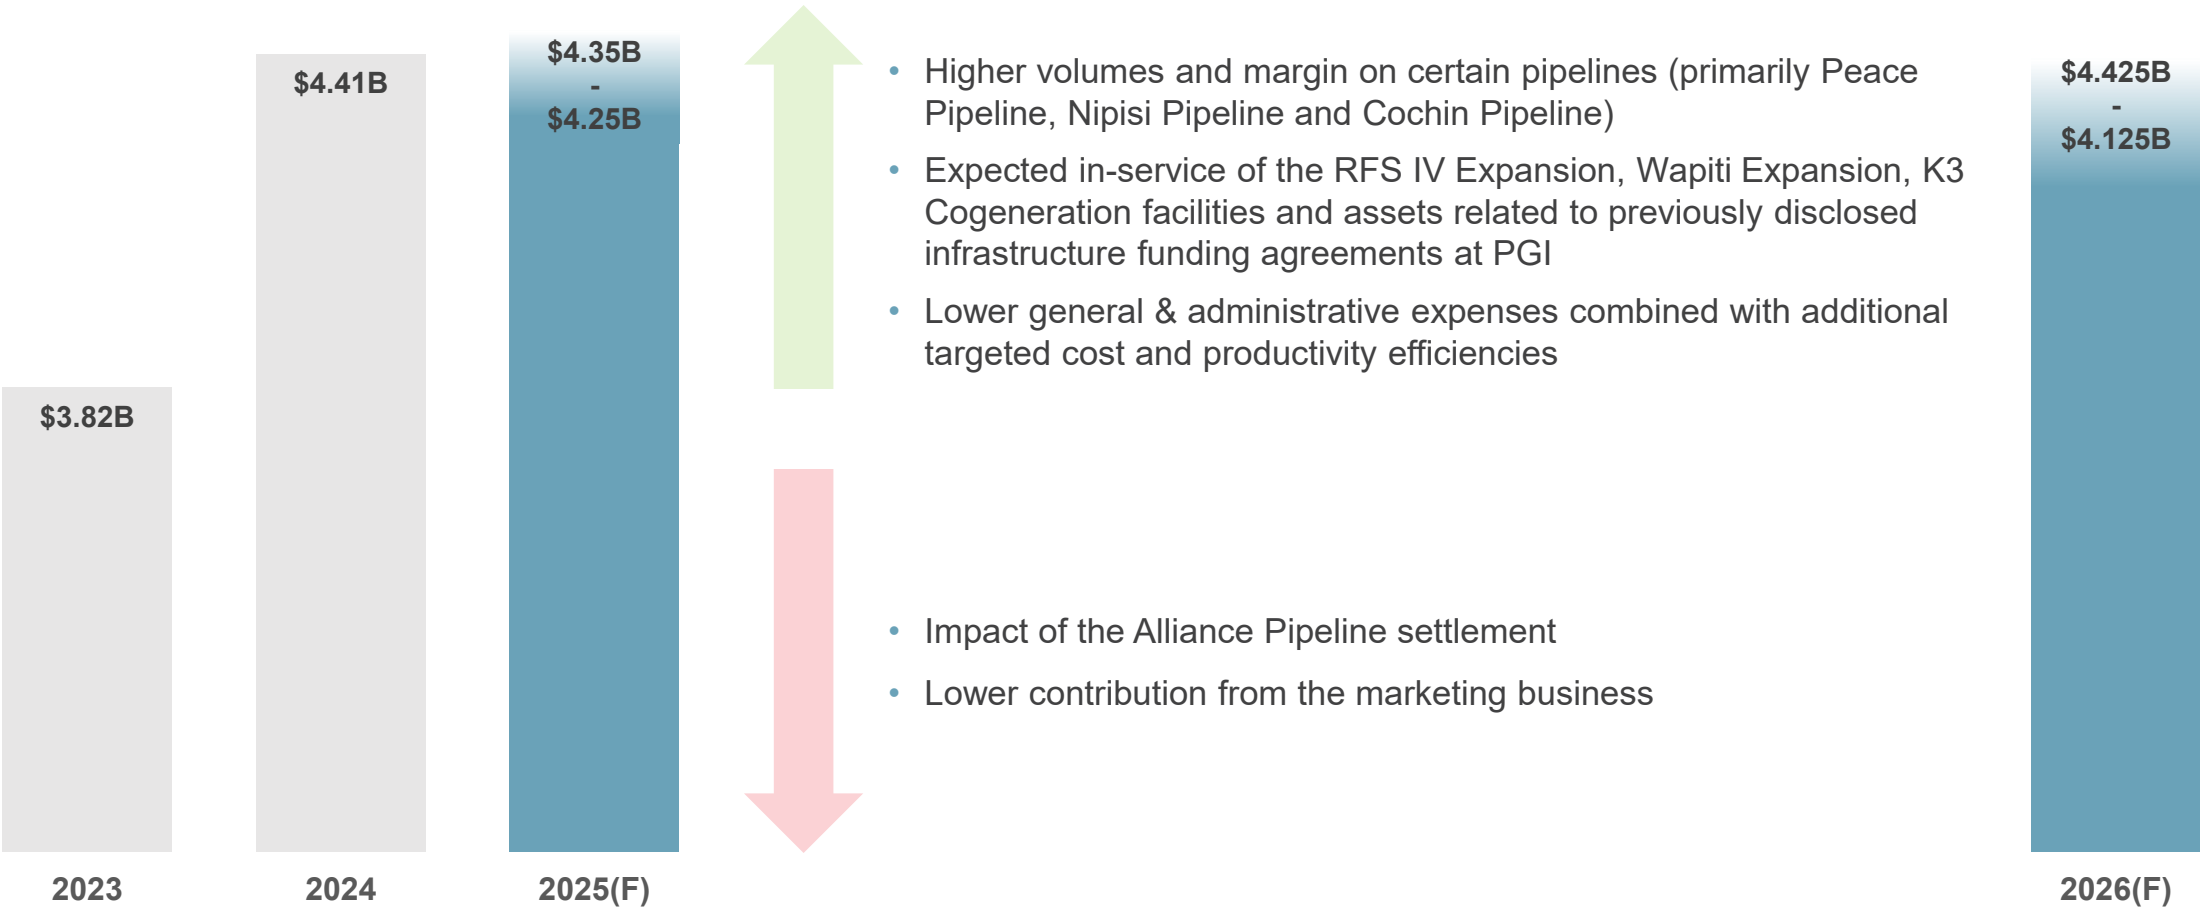 $3.82B
2023
$4.41B
2024
$4.35B
-
$4.25B
2025(F)
• Higher volumes and margin on certain pipelines (primarily Peace
Pipeline, Nipisi Pipeline and Cochin Pipeline)
• Expected in-service of the RFS IV Expansion, Wapiti Expansion, K3
Cogeneration facilities and assets related to previously disclosed
infrastructure funding agreements at PGI
• Lower general & administrative expenses combined with additional
targeted cost and productivity efficiencies
• Impact of the Alliance Pipeline settlement
• Lower contribution from the marketing business
$4.425B
-
$4.125B
2026(F)